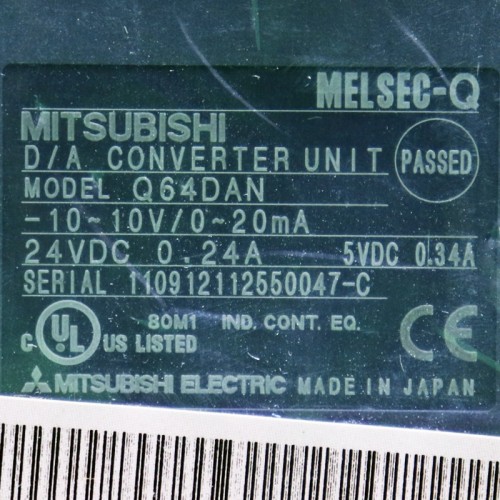 MELSEC-Q
MITSUBISHI
D/A CONVERTER UNIT
PASSED
MODEL Q64DAN
-10~10V/0~20mA
24VDC 0.24A 5VDC 0.34A
SERIAL 110912112550047-C
C UL US LISTED
80M1 IND. CONT. EQ.
CE
MITSUBISHI ELECTRIC MADE IN JAPAN